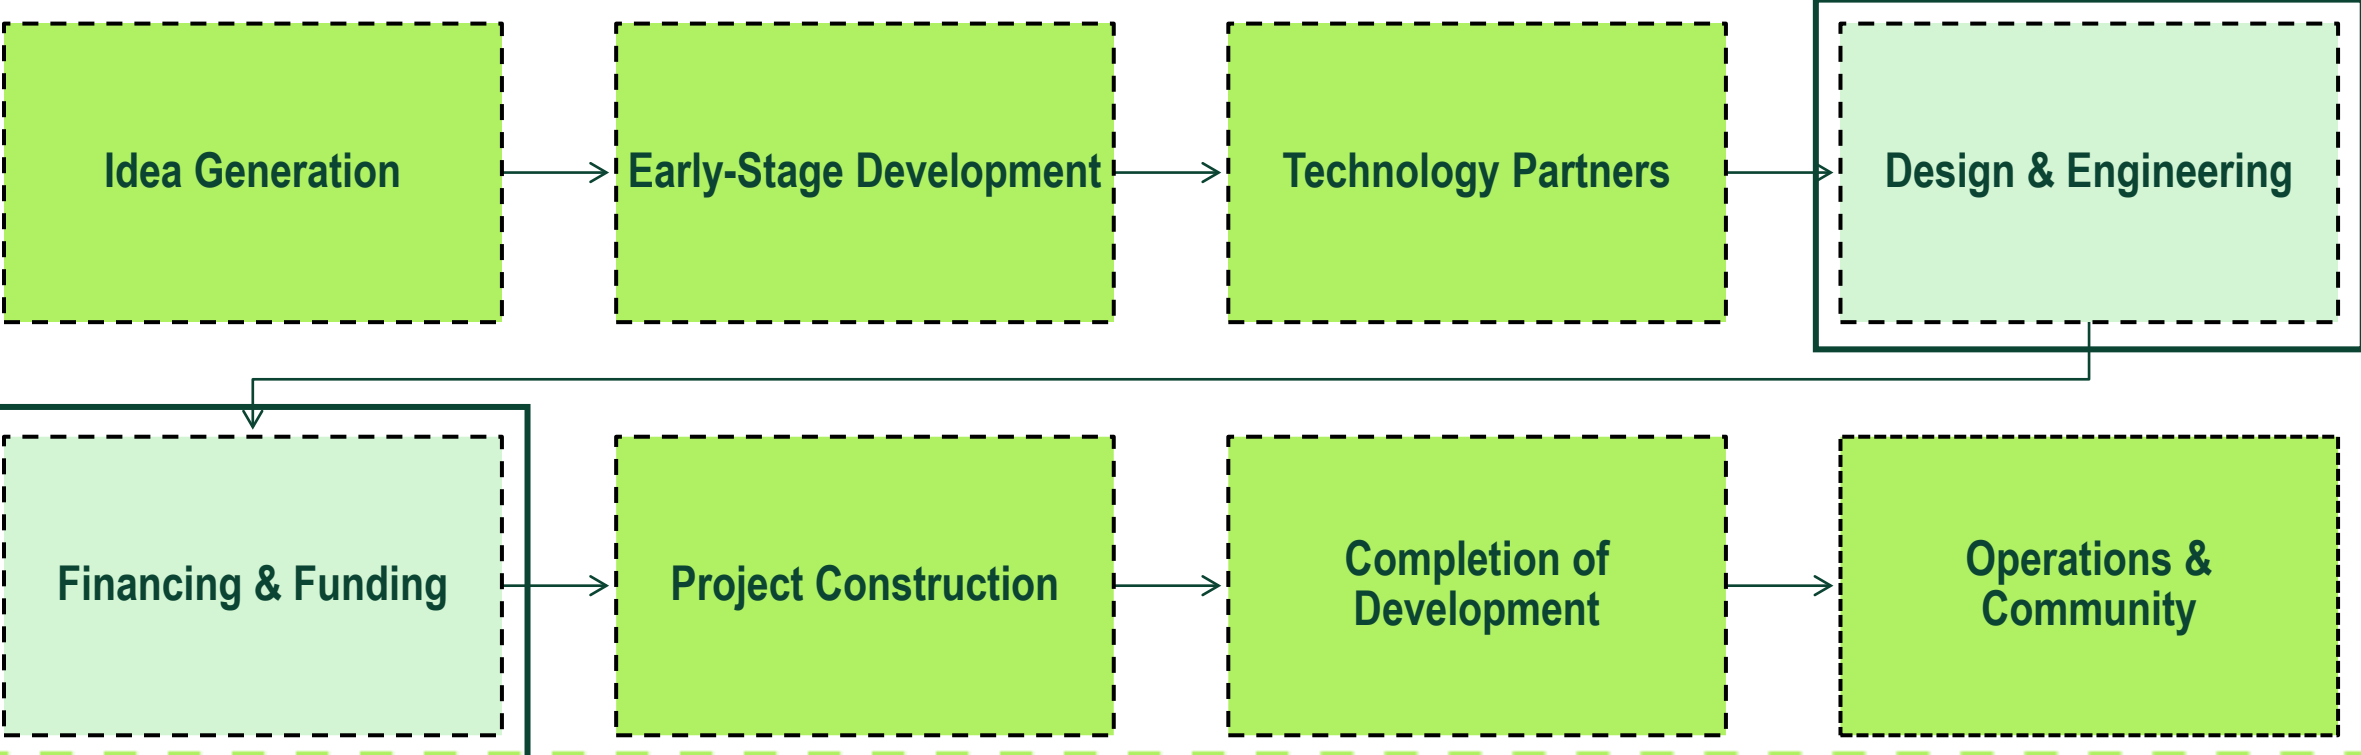 Idea Generation
Early-Stage Development
Technology Partners
Design & Engineering
Financing & Funding
Project Construction
Completion of
Development
Operations &
Community